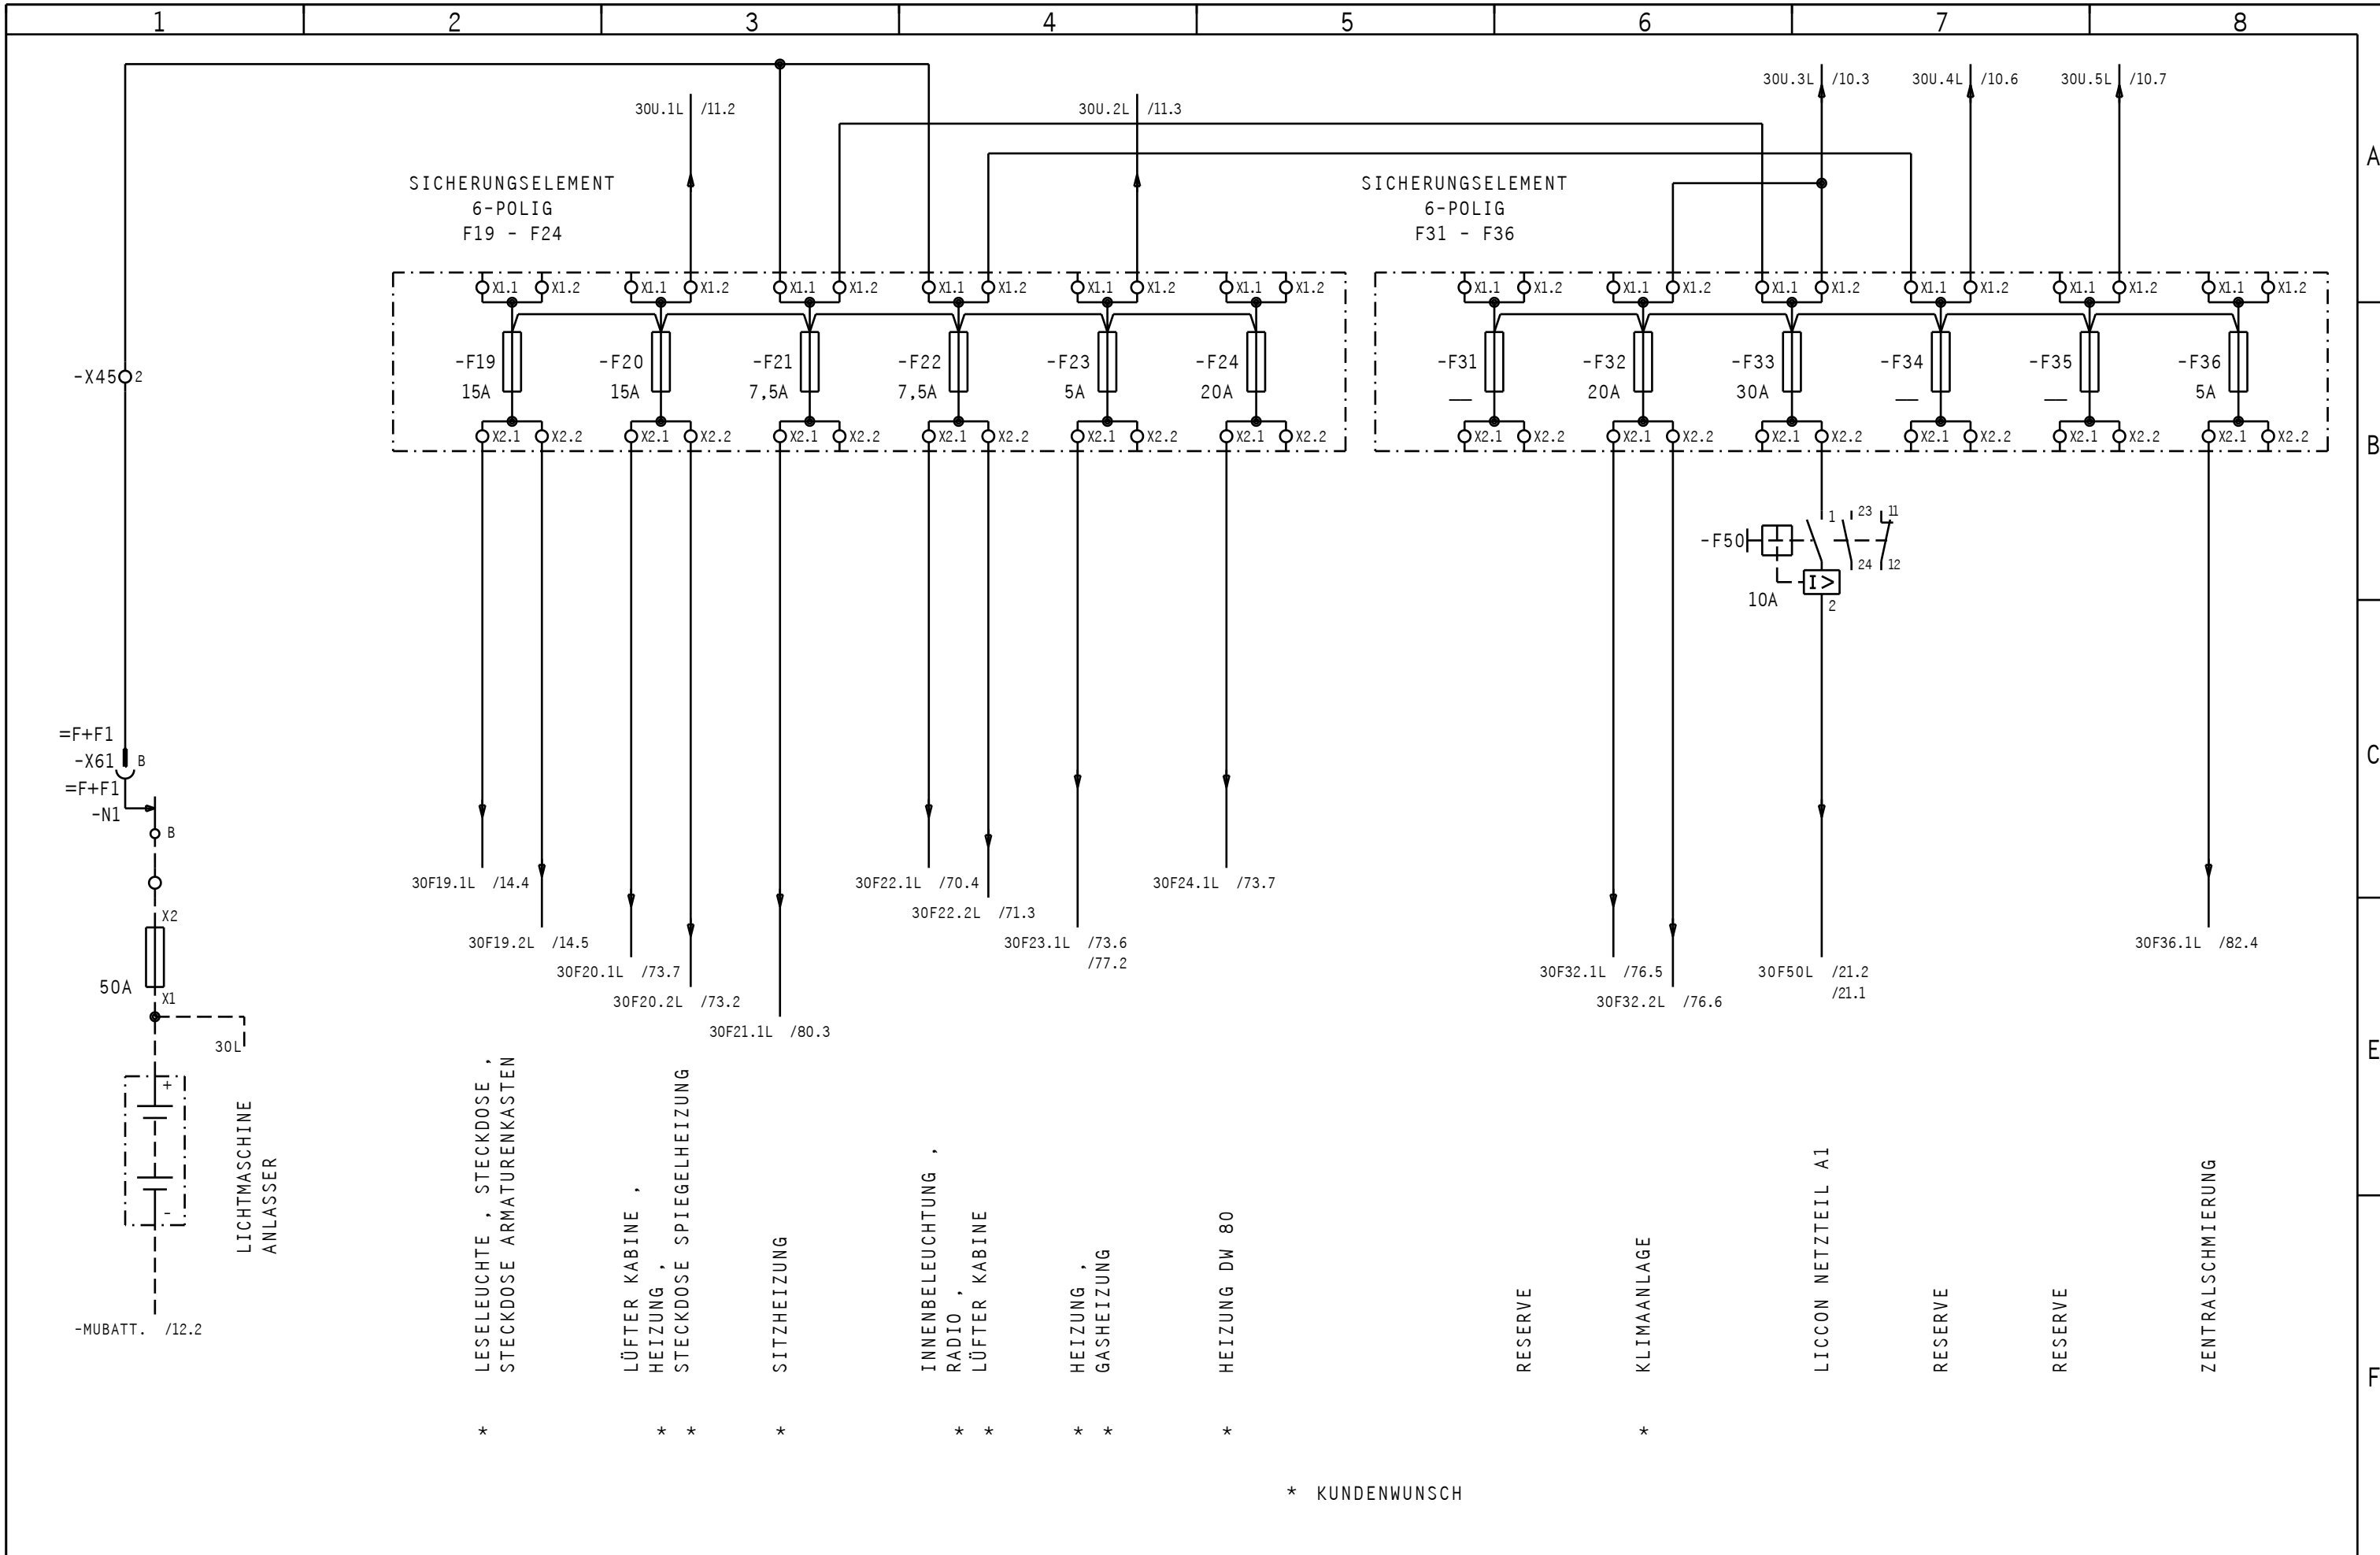 1 2 3 4 5 6 7 8
30U.3L /10.3 30U.4L /10.6 30U.5L /10.7
30U.1L /11.2 30U.2L /11.3
A
SICHERUNGSELEMENT
6-POLIG
F19 - F24
SICHERUNGSELEMENT
6-POLIG
F31 - F36
X1.1 X1.2 X1.1 X1.2 X1.1 X1.2 X1.1 X1.2 X1.1 X1.2 X1.1 X1.2 X1.1 X1.2 X1.1 X1.2 X1.1 X1.2 X1.1 X1.2 X1.1 X1.2 X1.1 X1.2
-F19 -F20 -F21 -F22 -F23 -F24 -F31 -F32 -F33 -F34 -F35 -F36
-X45 2
15A 15A 7,5A 7,5A 5A 20A __ 20A 30A __ __ 5A
X2.1 X2.2 X2.1 X2.2 X2.1 X2.2 X2.1 X2.2 X2.1 X2.2 X2.1 X2.2 X2.1 X2.2 X2.1 X2.2 X2.1 X2.2 X2.1 X2.2 X2.1 X2.2 X2.1 X2.2
B
1 23 11
-F50
24 12
I>
10A 2
=F+F1
-X61 B
C
=F+F1
-N1
B
30F19.1L /14.4 30F22.1L /70.4 30F24.1L /73.7
30F22.2L /71.3
X2
30F19.2L /14.5 30F23.1L /73.6 30F36.1L /82.4
/77.2
30F20.1L /73.7 30F32.1L /76.5 30F50L /21.2
/21.1
50A X1
30F20.2L /73.2 30F32.2L /76.6
30F21.1L /80.3
30L
E
+
-
LICHTMASCHINE
ANLASSER
-MUBATT. /12.2
LESELEUCHTE , STECKDOSE ,
STECKDOSE ARMATURENKASTEN
LÜFTER KABINE ,
HEIZUNG ,
STECKDOSE SPIEGELHEIZUNG
SITZHEIZUNG
INNENBELEUCHTUNG ,
RADIO ,
LÜFTER KABINE
HEIZUNG ,
GASHEIZUNG
HEIZUNG DW 80
RESERVE
KLIMAANLAGE
LICCON NETZTEIL A1
RESERVE
RESERVE
ZENTRALSCHMIERUNG
F
* * * * * * * * * *
* KUNDENWUNSCH